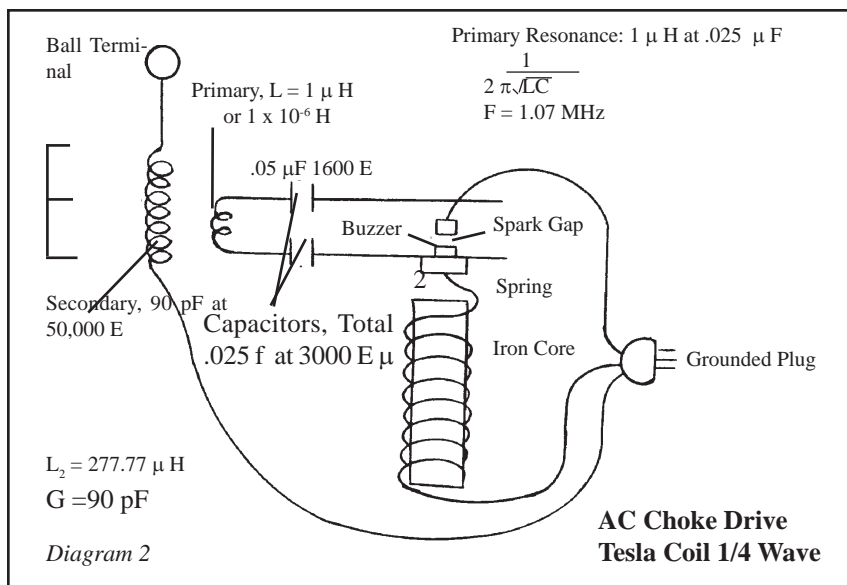 Ball Termi-
nal
Primary Resonance: 1 μ H at .025 μ F
1
2 π√LC
F = 1.07 MHz
Primary, L = 1 μ H
or 1 x 10⁻⁶ H
.05 μF 1600 E
Buzzer
Spark Gap
2
Spring
Secondary, 90 pF at
50,000 E
Capacitors, Total
.025 f at 3000 E μ
Iron Core
Grounded Plug
L₂ = 277.77 μ H
G =90 pF
Diagram 2
AC Choke Drive
Tesla Coil 1/4 Wave